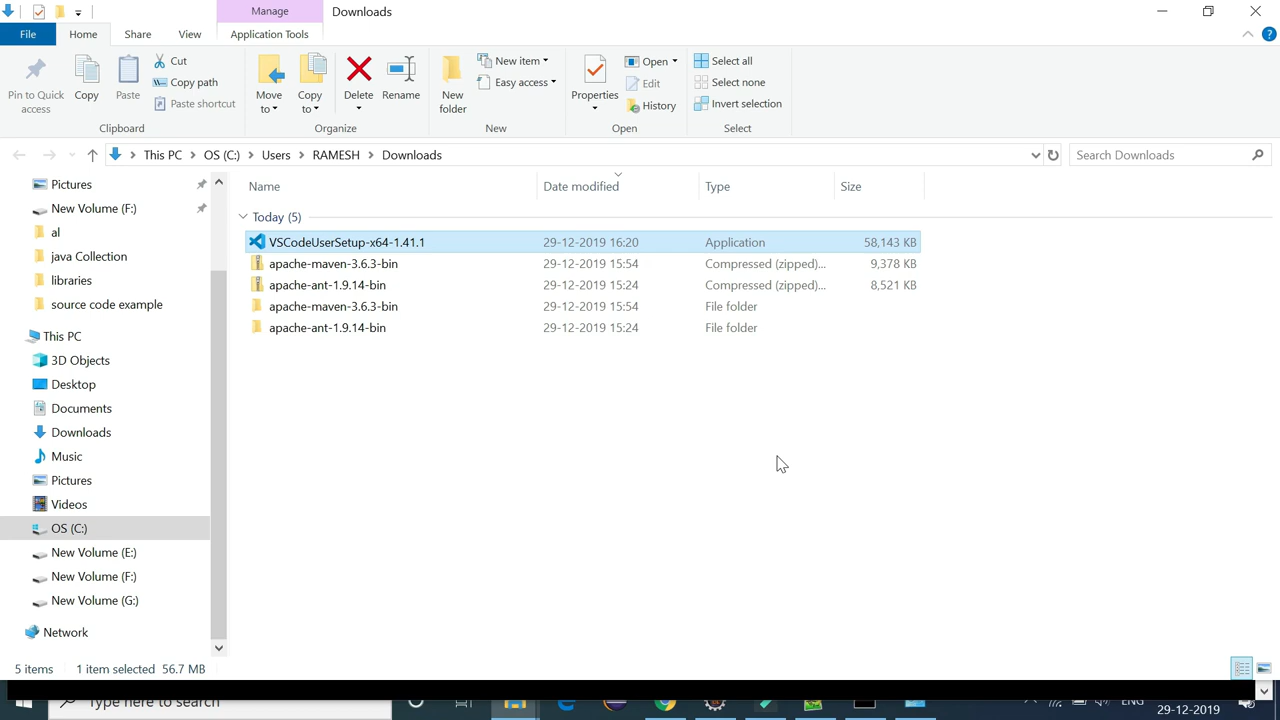 Manage
Downloads
File Home Share View Application Tools
Pin to Quick access
Copy
Paste
Cut
Copy path
Paste shortcut
Clipboard
Move to
Copy to
Delete
Rename
Organize
New folder
New item
Easy access
New
Properties
Open
Edit
History
Open
Select all
Select none
Invert selection
Select
This PC OS (C:) Users RAMESH Downloads
Search Downloads
Name Date modified Type Size
Today (5)
VSCodeUserSetup-x64-1.41.1 29-12-2019 16:20 Application 58,143 KB
apache-maven-3.6.3-bin 29-12-2019 15:54 Compressed (zipped)... 9,378 KB
apache-ant-1.9.14-bin 29-12-2019 15:24 Compressed (zipped)... 8,521 KB
apache-maven-3.6.3-bin 29-12-2019 15:54 File folder
apache-ant-1.9.14-bin 29-12-2019 15:24 File folder
Pictures
New Volume (F:)
al
java Collection
libraries
source code example
This PC
3D Objects
Desktop
Documents
Downloads
Music
Pictures
Videos
OS (C:)
New Volume (E:)
New Volume (F:)
New Volume (G:)
Network
5 items 1 item selected 56.7 MB
Type here to search
ENG
29-12-2019